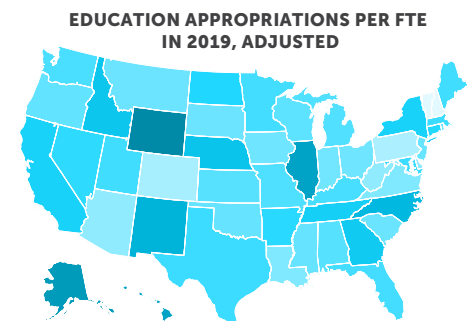 EDUCATION APPROPRIATIONS PER FTE
IN 2019, ADJUSTED